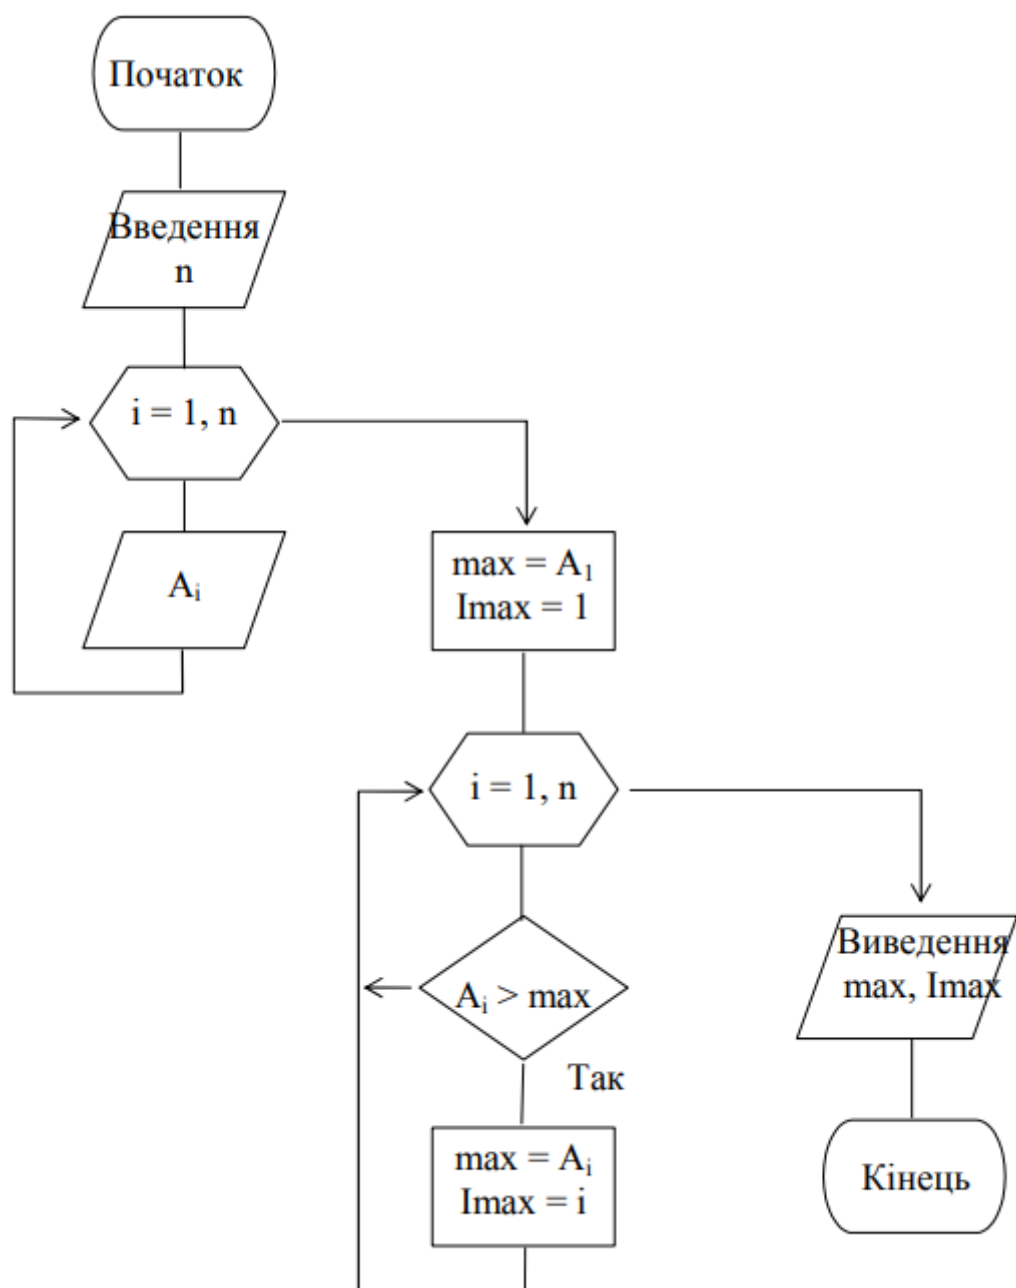 Початок
Введення
n
i = 1, n
Aᵢ
max = A₁
Imax = 1
i = 1, n
Aᵢ > max
Так
max = Aᵢ
Imax = i
Виведення
max, Imax
Кінець